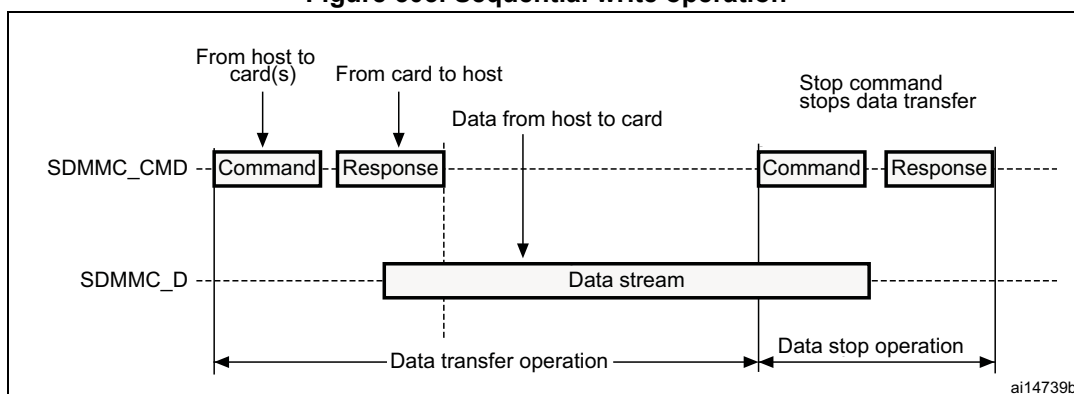 Figure Sequential write operation
From host to
card(s)
From card to host
Stop command
stops data transfer
Data from host to card
SDMMC_CMD
Command
Response
Command
Response
SDMMC_D
Data stream
Data transfer operation
Data stop operation
ai14739b